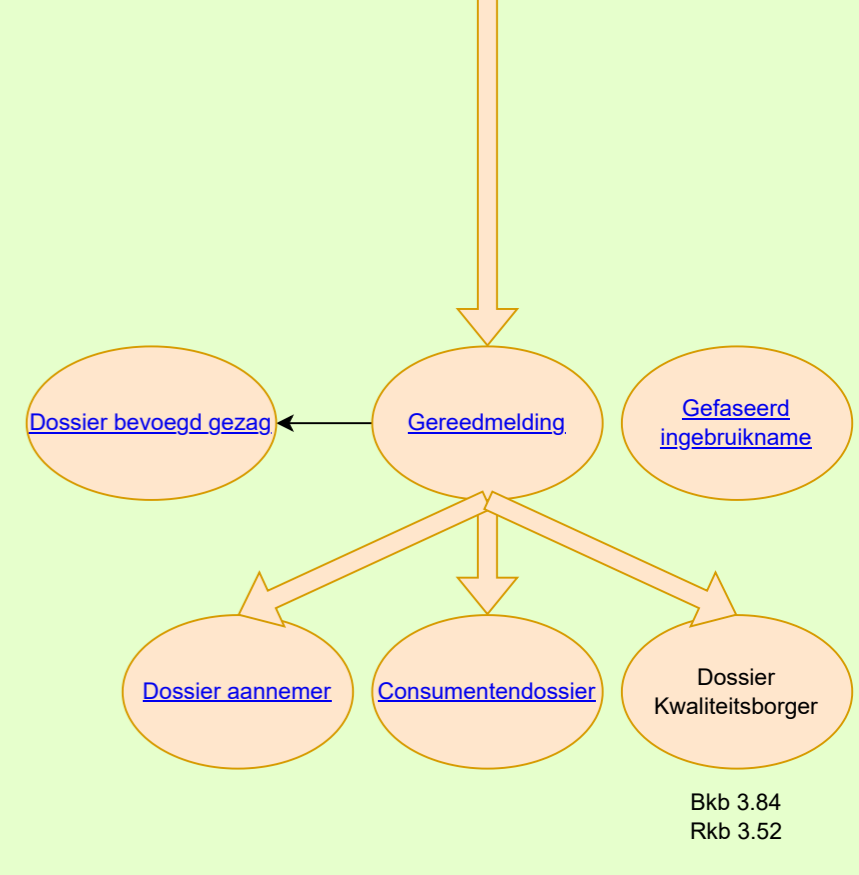 Dossier bevoegd gezag
Gereedmelding
Gefaseerd
ingebruikname
Dossier aannemer
Consumentendossier
Dossier
Kwaliteitsborger
Bkb 3.84
Rkb 3.52